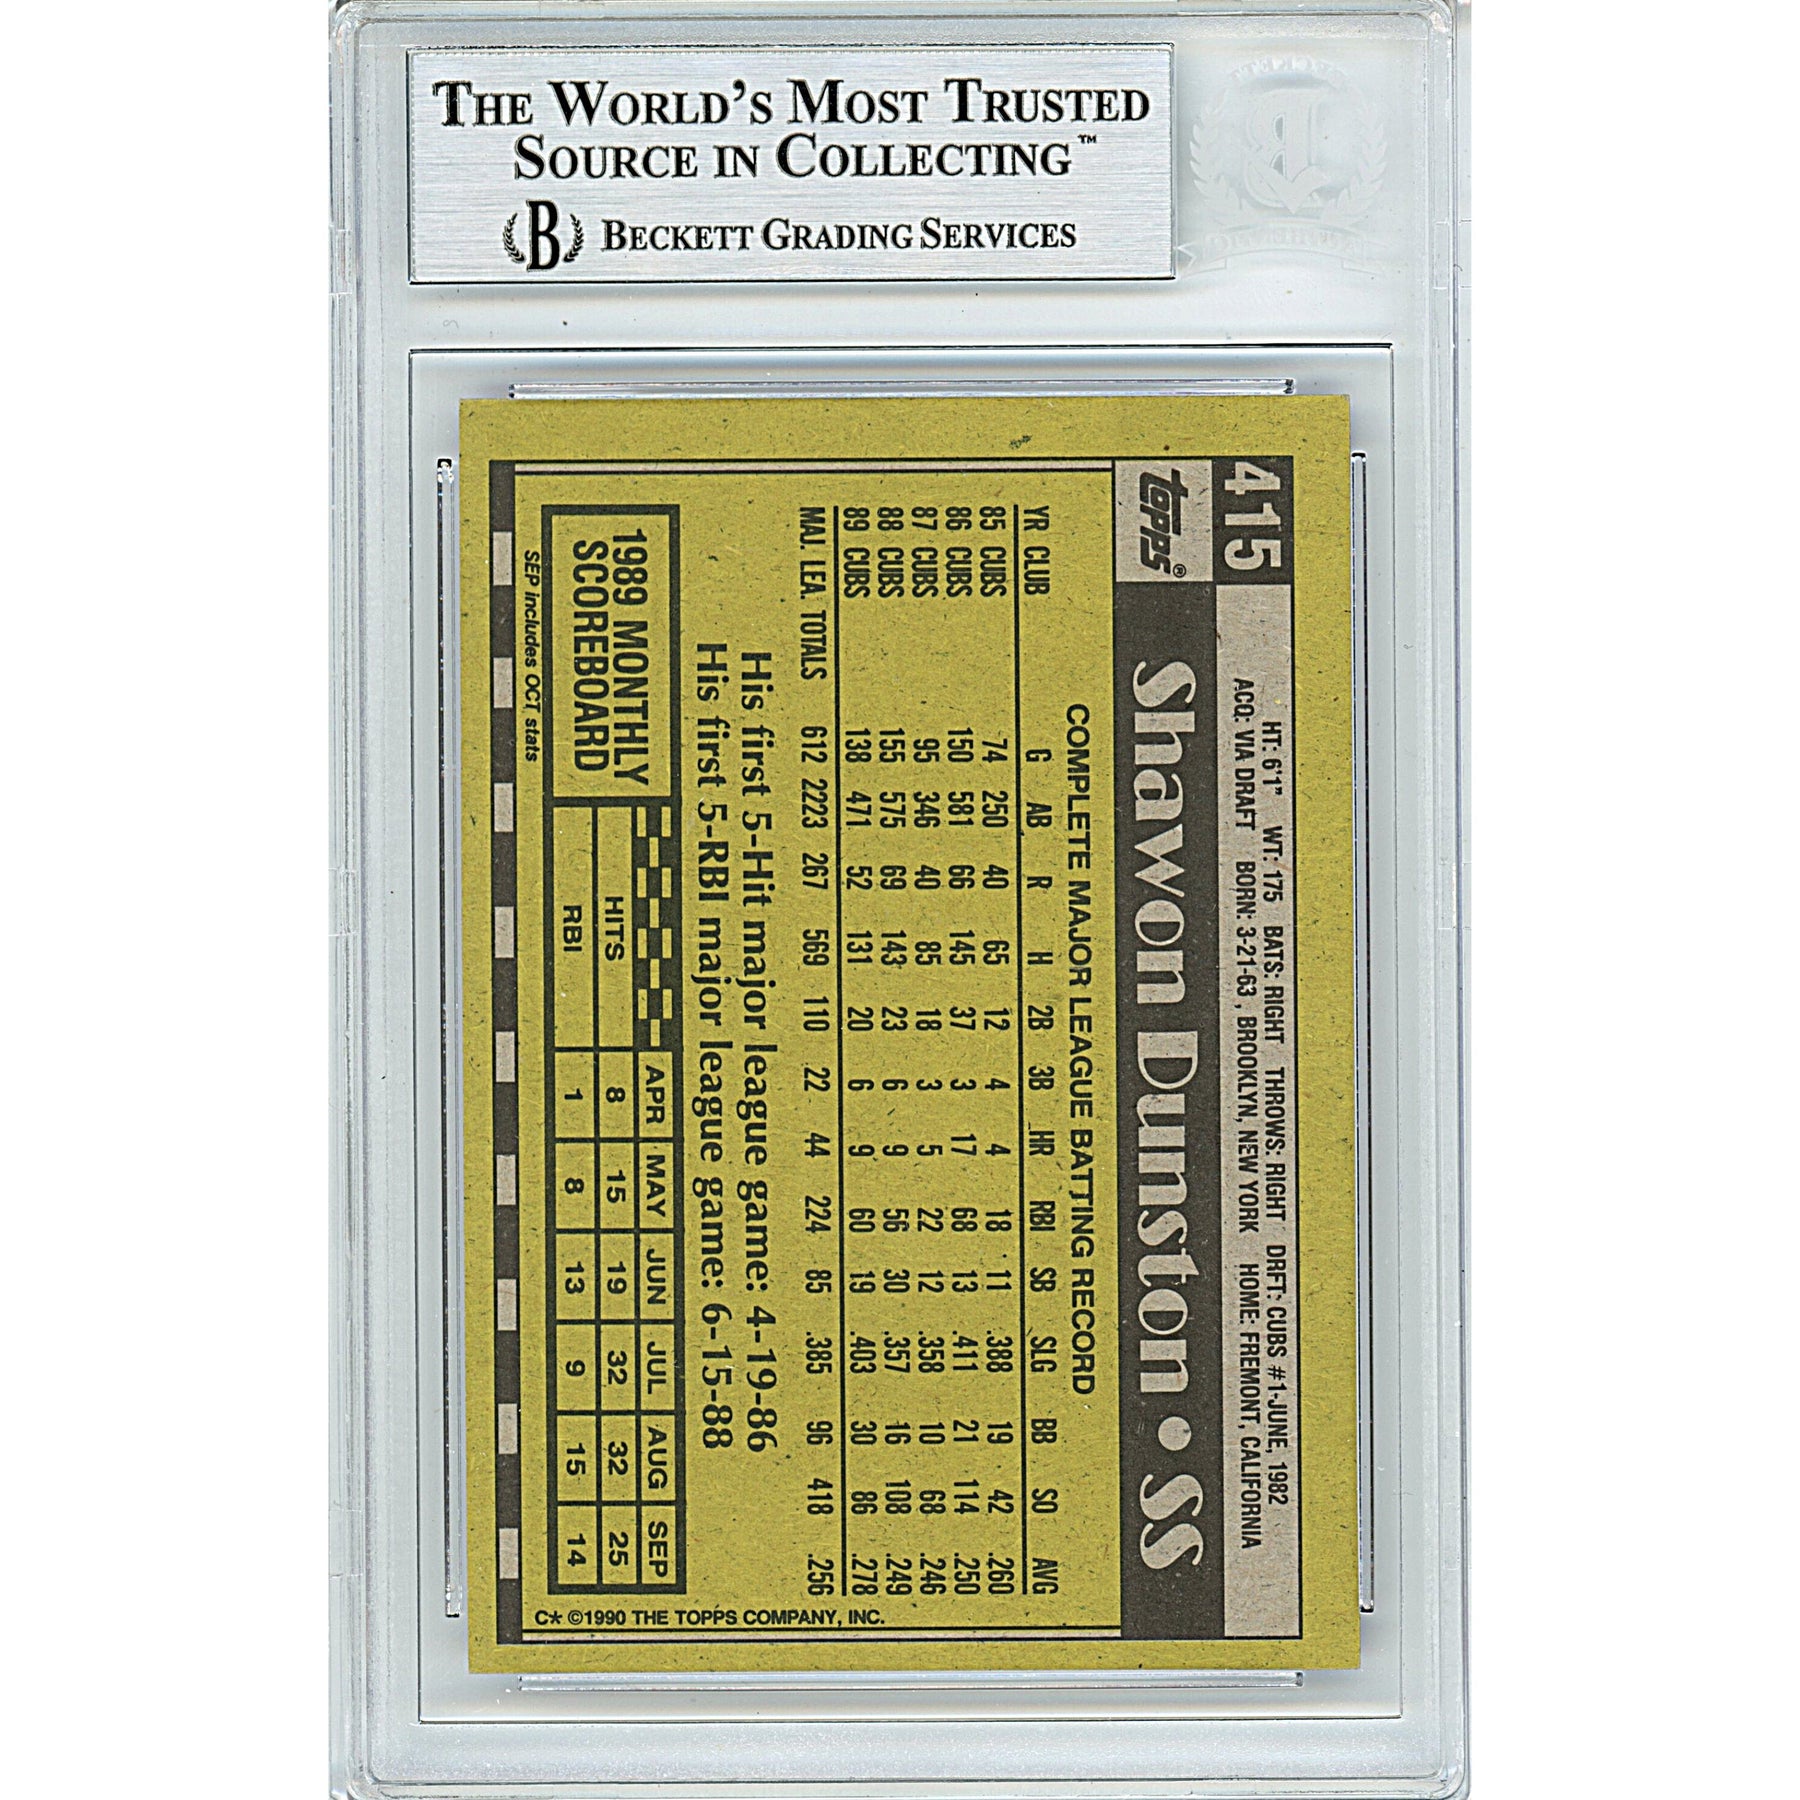 THE WORLD'S MOST TRUSTED
SOURCE IN COLLECTING™
B BECKETT GRADING SERVICES
415
HT: 6'1" WT: 175 BATS: RIGHT THROWS: RIGHT DRFT: CUBS #1-JUNE, 1982
ACQ: VIA DRAFT BORN: 3-21-63, BROOKLYN, NEW YORK HOME: FREMONT, CALIFORNIA
TOPPS®
Shawon Dunston • SS
COMPLETE MAJOR LEAGUE BATTING RECORD
YR CLUB G AB R H 2B 3B HR RBI SB SLG BB SO AVG
85 CUBS 74 250 40 65 12 4 4 18 11 .388 19 42 .260
86 CUBS 150 581 66 145 37 3 17 68 13 .411 21 114 .250
87 CUBS 95 346 40 85 18 3 5 22 12 .358 10 68 .246
88 CUBS 155 575 69 143 23 6 9 56 30 .357 16 108 .249
89 CUBS 138 471 52 131 20 6 9 60 19 .403 30 86 .278
MAJ. LEA. TOTALS 612 2223 267 569 110 22 44 224 85 .385 96 418 .256
His first 5-Hit major league game: 4-19-86
His first 5-RBI major league game: 6-15-88
1989 MONTHLY
SCOREBOARD
APR MAY JUN JUL AUG SEP
HITS 8 15 19 32 32 25
RBI 1 8 13 9 15 14
SEP includes OCT stats
C* ©1990 THE TOPPS COMPANY, INC.